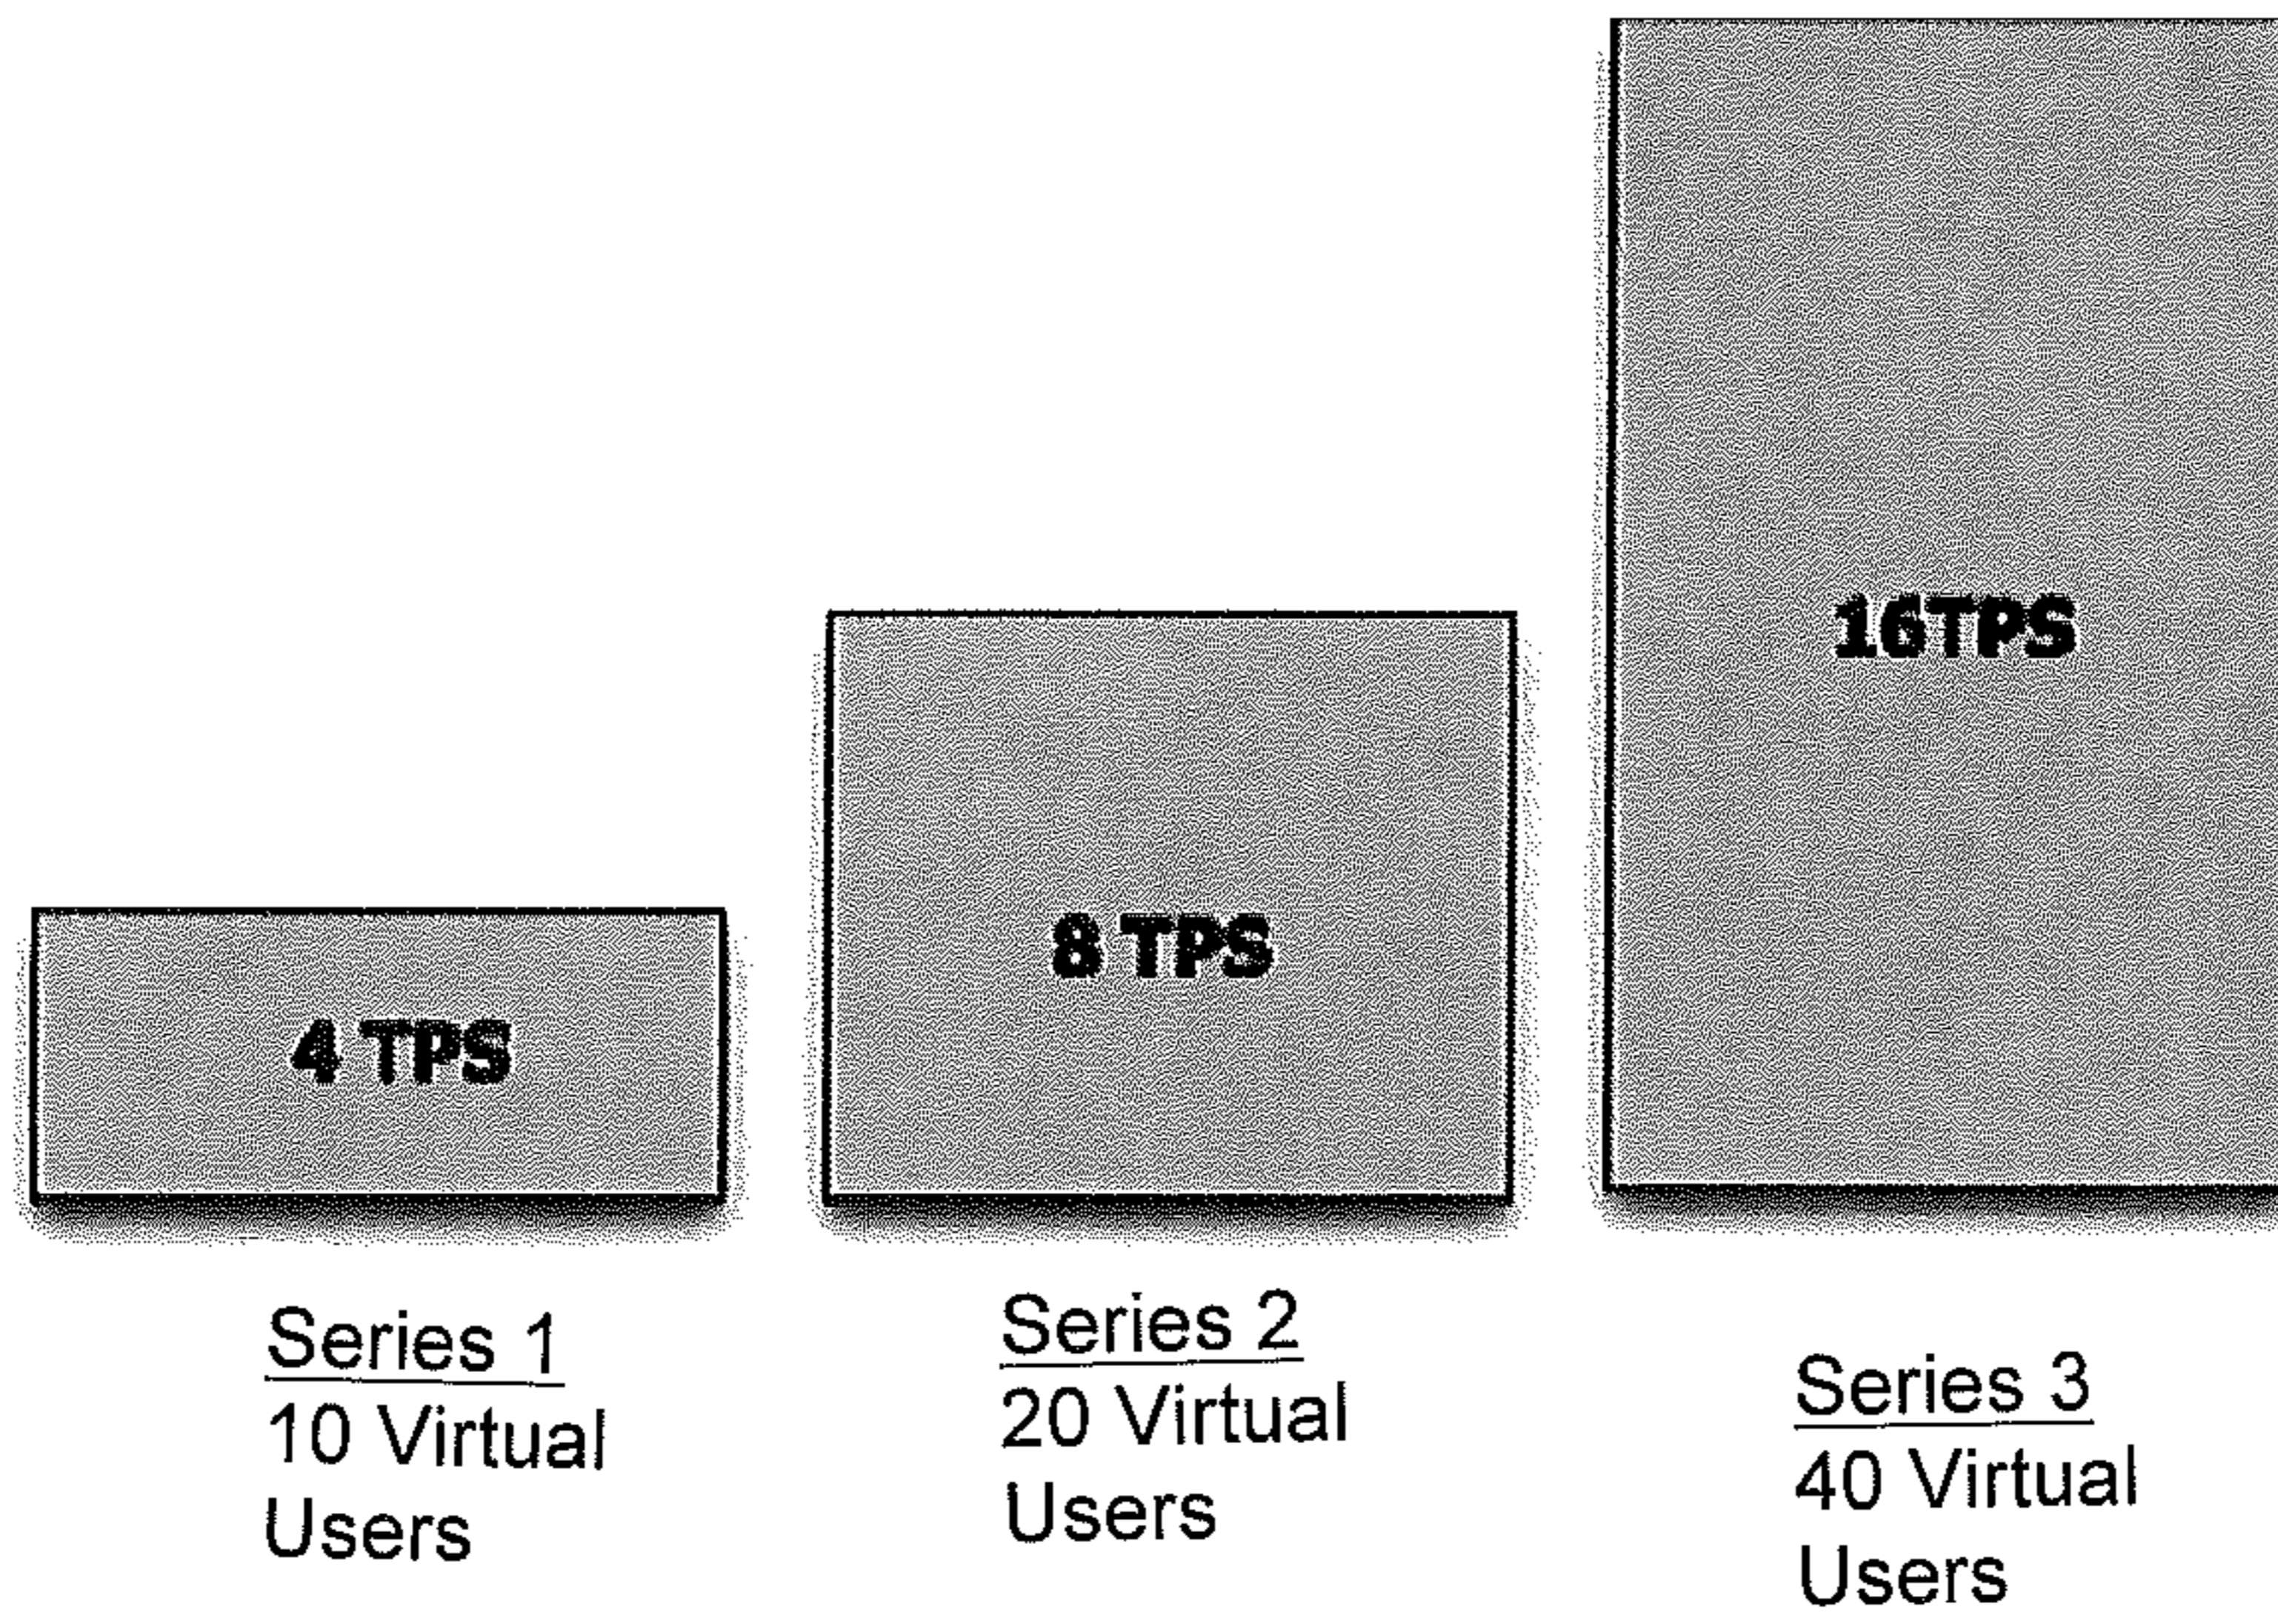 4 TPS
8 TPS
16TPS
Series 1
10 Virtual
Users
Series 2
20 Virtual
Users
Series 3
40 Virtual
Users